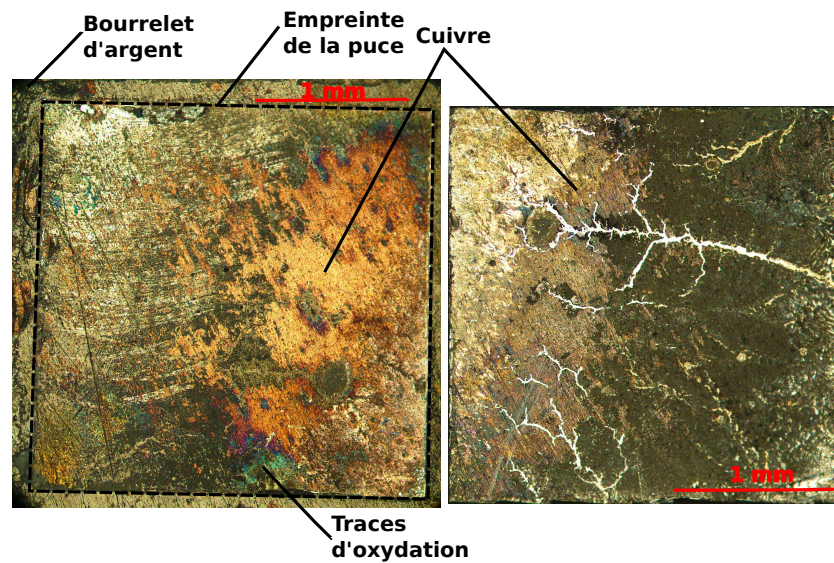 Bourrelet
d'argent
Empreinte
de la puce
Cuivre
1 mm
1 mm
Traces
d'oxydation